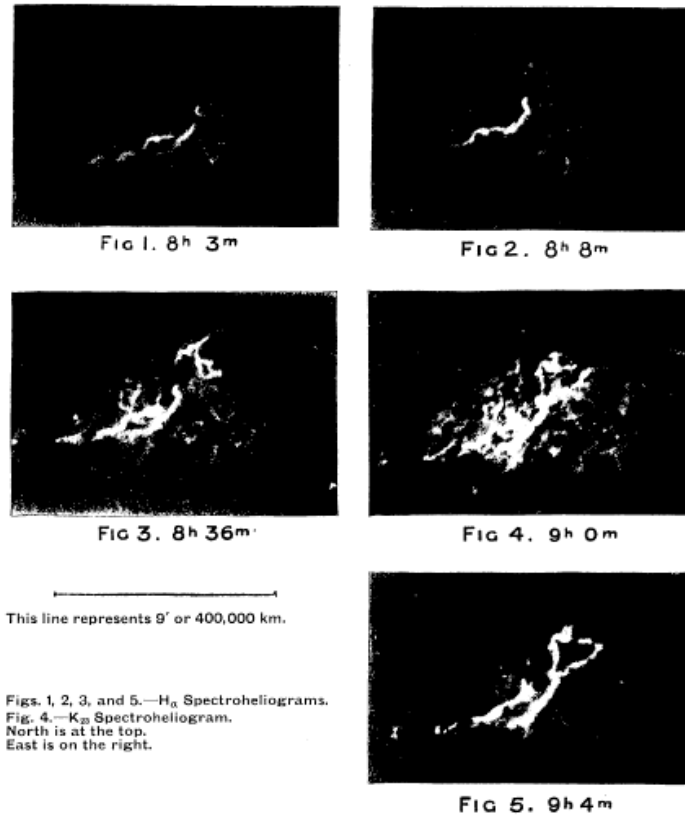 FIG 1. 8ʰ 3ᵐ
FIG 2. 8ʰ 8ᵐ
FIG 3. 8ʰ 36ᵐ
FIG 4. 9ʰ 0ᵐ
This line represents 9′ or 400,000 km.
Figs. 1, 2, 3, and 5.—Hα Spectroheliograms.
Fig. 4.—K₂₃ Spectroheliogram.
North is at the top.
East is on the right.
FIG 5. 9ʰ 4ᵐ